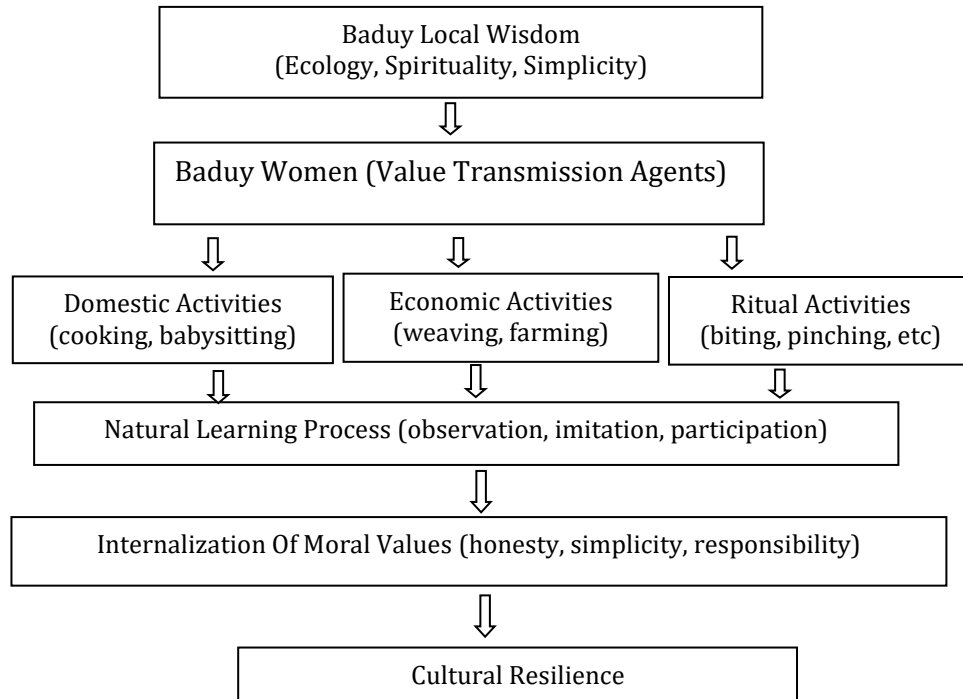 Baduy Local Wisdom
(Ecology, Spirituality, Simplicity)
Baduy Women (Value Transmission Agents)
Domestic Activities
(cooking, babysitting)
Economic Activities
(weaving, farming)
Ritual Activities
(biting, pinching, etc)
Natural Learning Process (observation, imitation, participation)
Internalization Of Moral Values (honesty, simplicity, responsibility)
Cultural Resilience